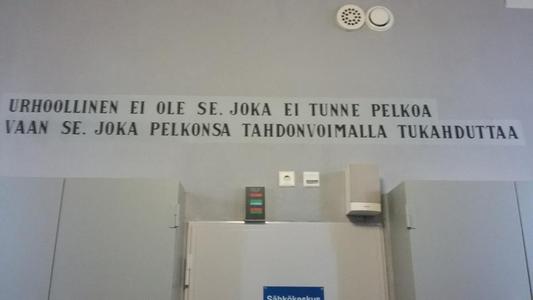 URHOOLLINEN EI OLE SE. JOKA EI TUNNE PELKOA
VAAN SE. JOKA PELKONSA TAHDONVOIMALLA TUKAHDUTTAA
Sähkökeskus